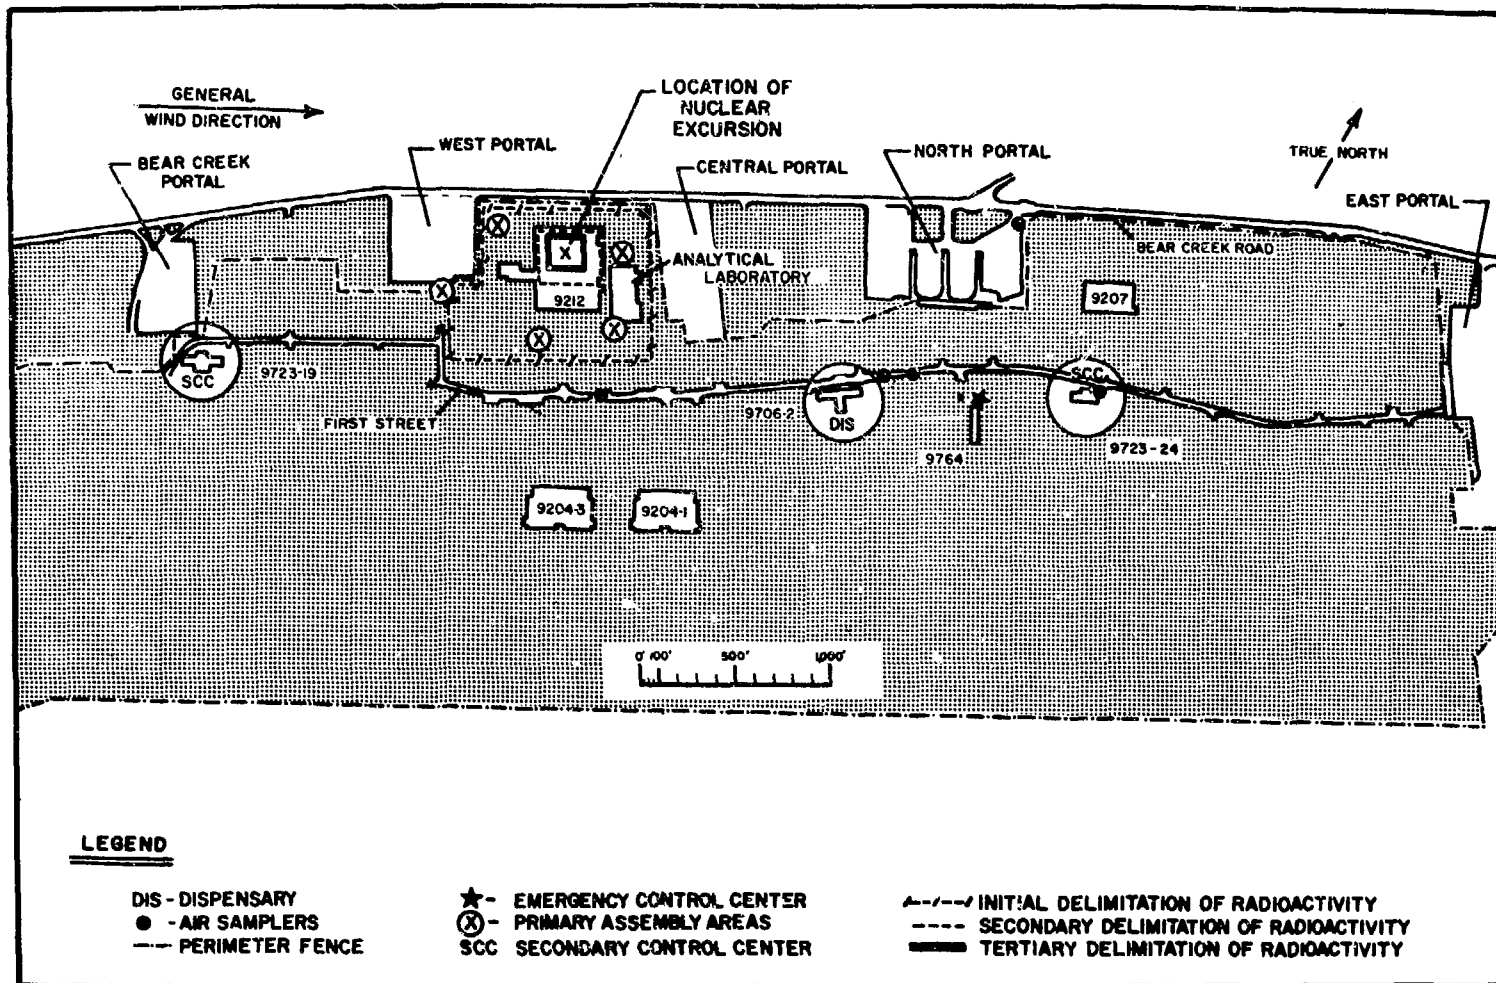 GENERAL
WIND DIRECTION
LOCATION OF
NUCLEAR
EXCURSION
BEAR CREEK
PORTAL
WEST PORTAL
CENTRAL PORTAL
NORTH PORTAL
TRUE NORTH
EAST PORTAL
BEAR CREEK ROAD
X
X
X
ANALYTICAL
LABORATORY
X
9212
9207
X
X
SCC
9723-19
FIRST STREET
9706-2
DIS
9764
SCC
9723-24
9204-3
9204-1
0' 100' 500' 1,000'
LEGEND
DIS - DISPENSARY
● - AIR SAMPLERS
PERIMETER FENCE
★ - EMERGENCY CONTROL CENTER
Ⓧ - PRIMARY ASSEMBLY AREAS
SCC SECONDARY CONTROL CENTER
INITIAL DELIMITATION OF RADIOACTIVITY
SECONDARY DELIMITATION OF RADIOACTIVITY
TERTIARY DELIMITATION OF RADIOACTIVITY